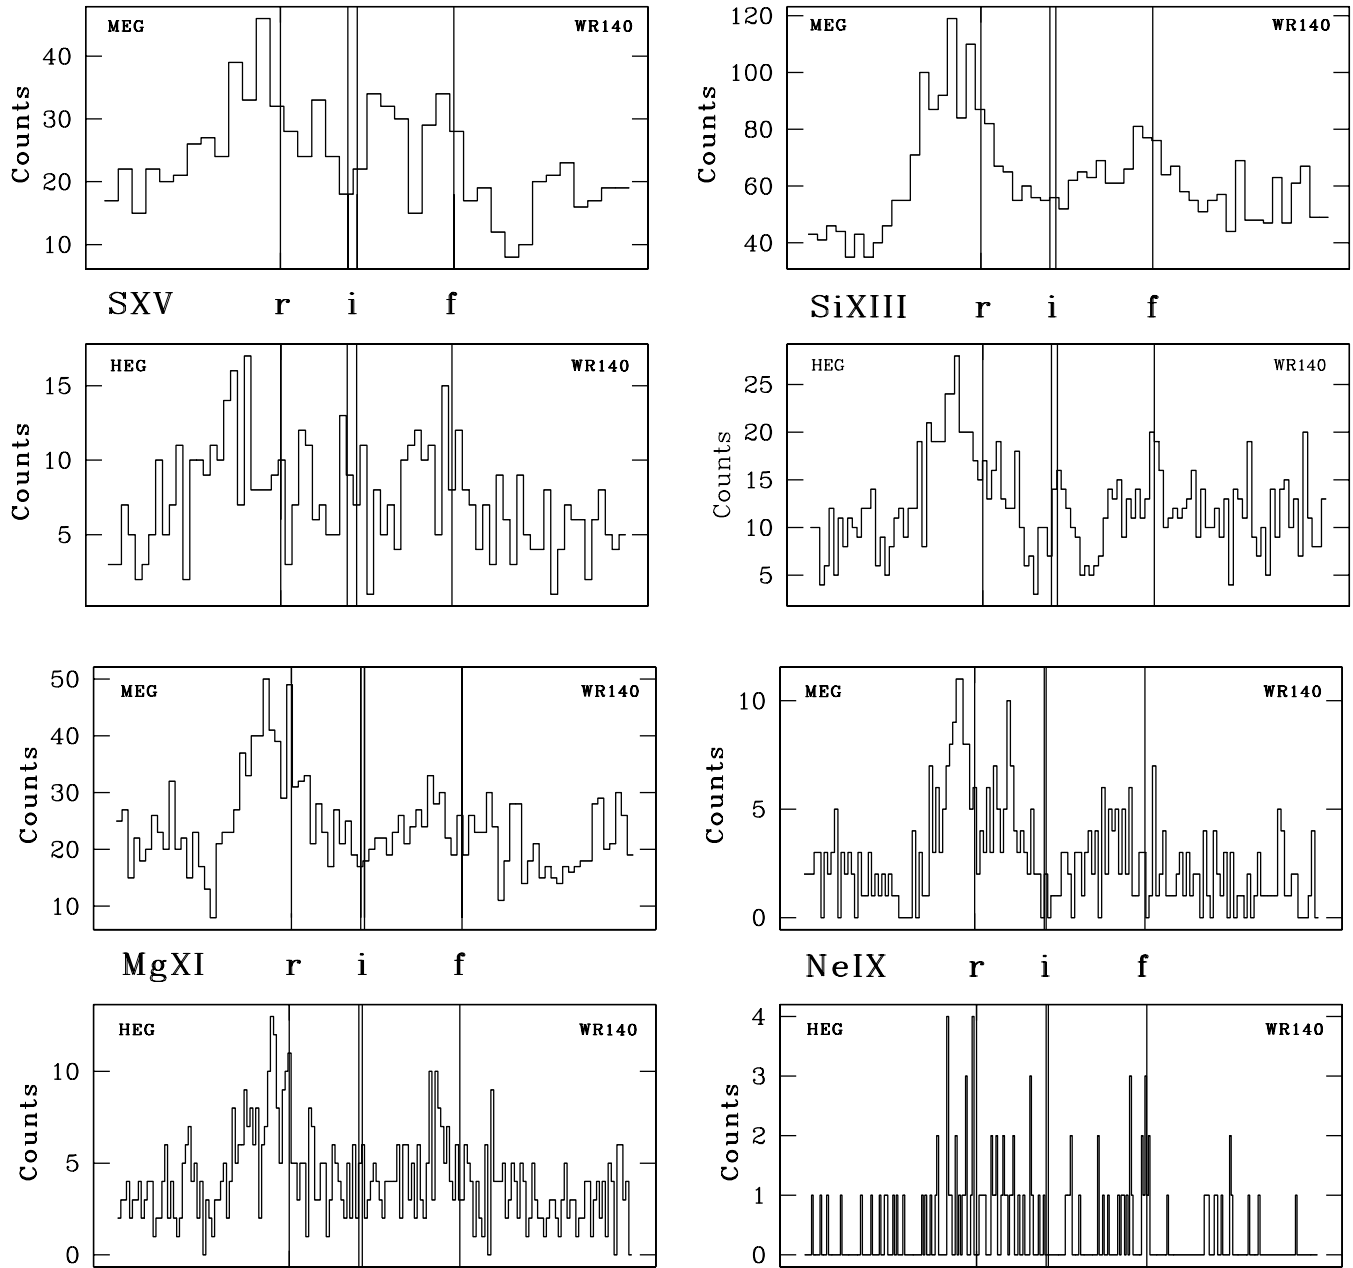 MEG WR140 MEG WR140
40 30 20 10 Counts
120 100 80 60 40 Counts
SXV r i f SiXIII r i f
HEG WR140 HEG WR140
15 10 5 Counts
25 20 15 10 5 Counts
MEG WR140 MEG WR140
50 40 30 20 10 Counts
10 5 0 Counts
MgXI r i f NeIX r i f
HEG WR140 HEG WR140
10 5 0 Counts
4 3 2 1 0 Counts